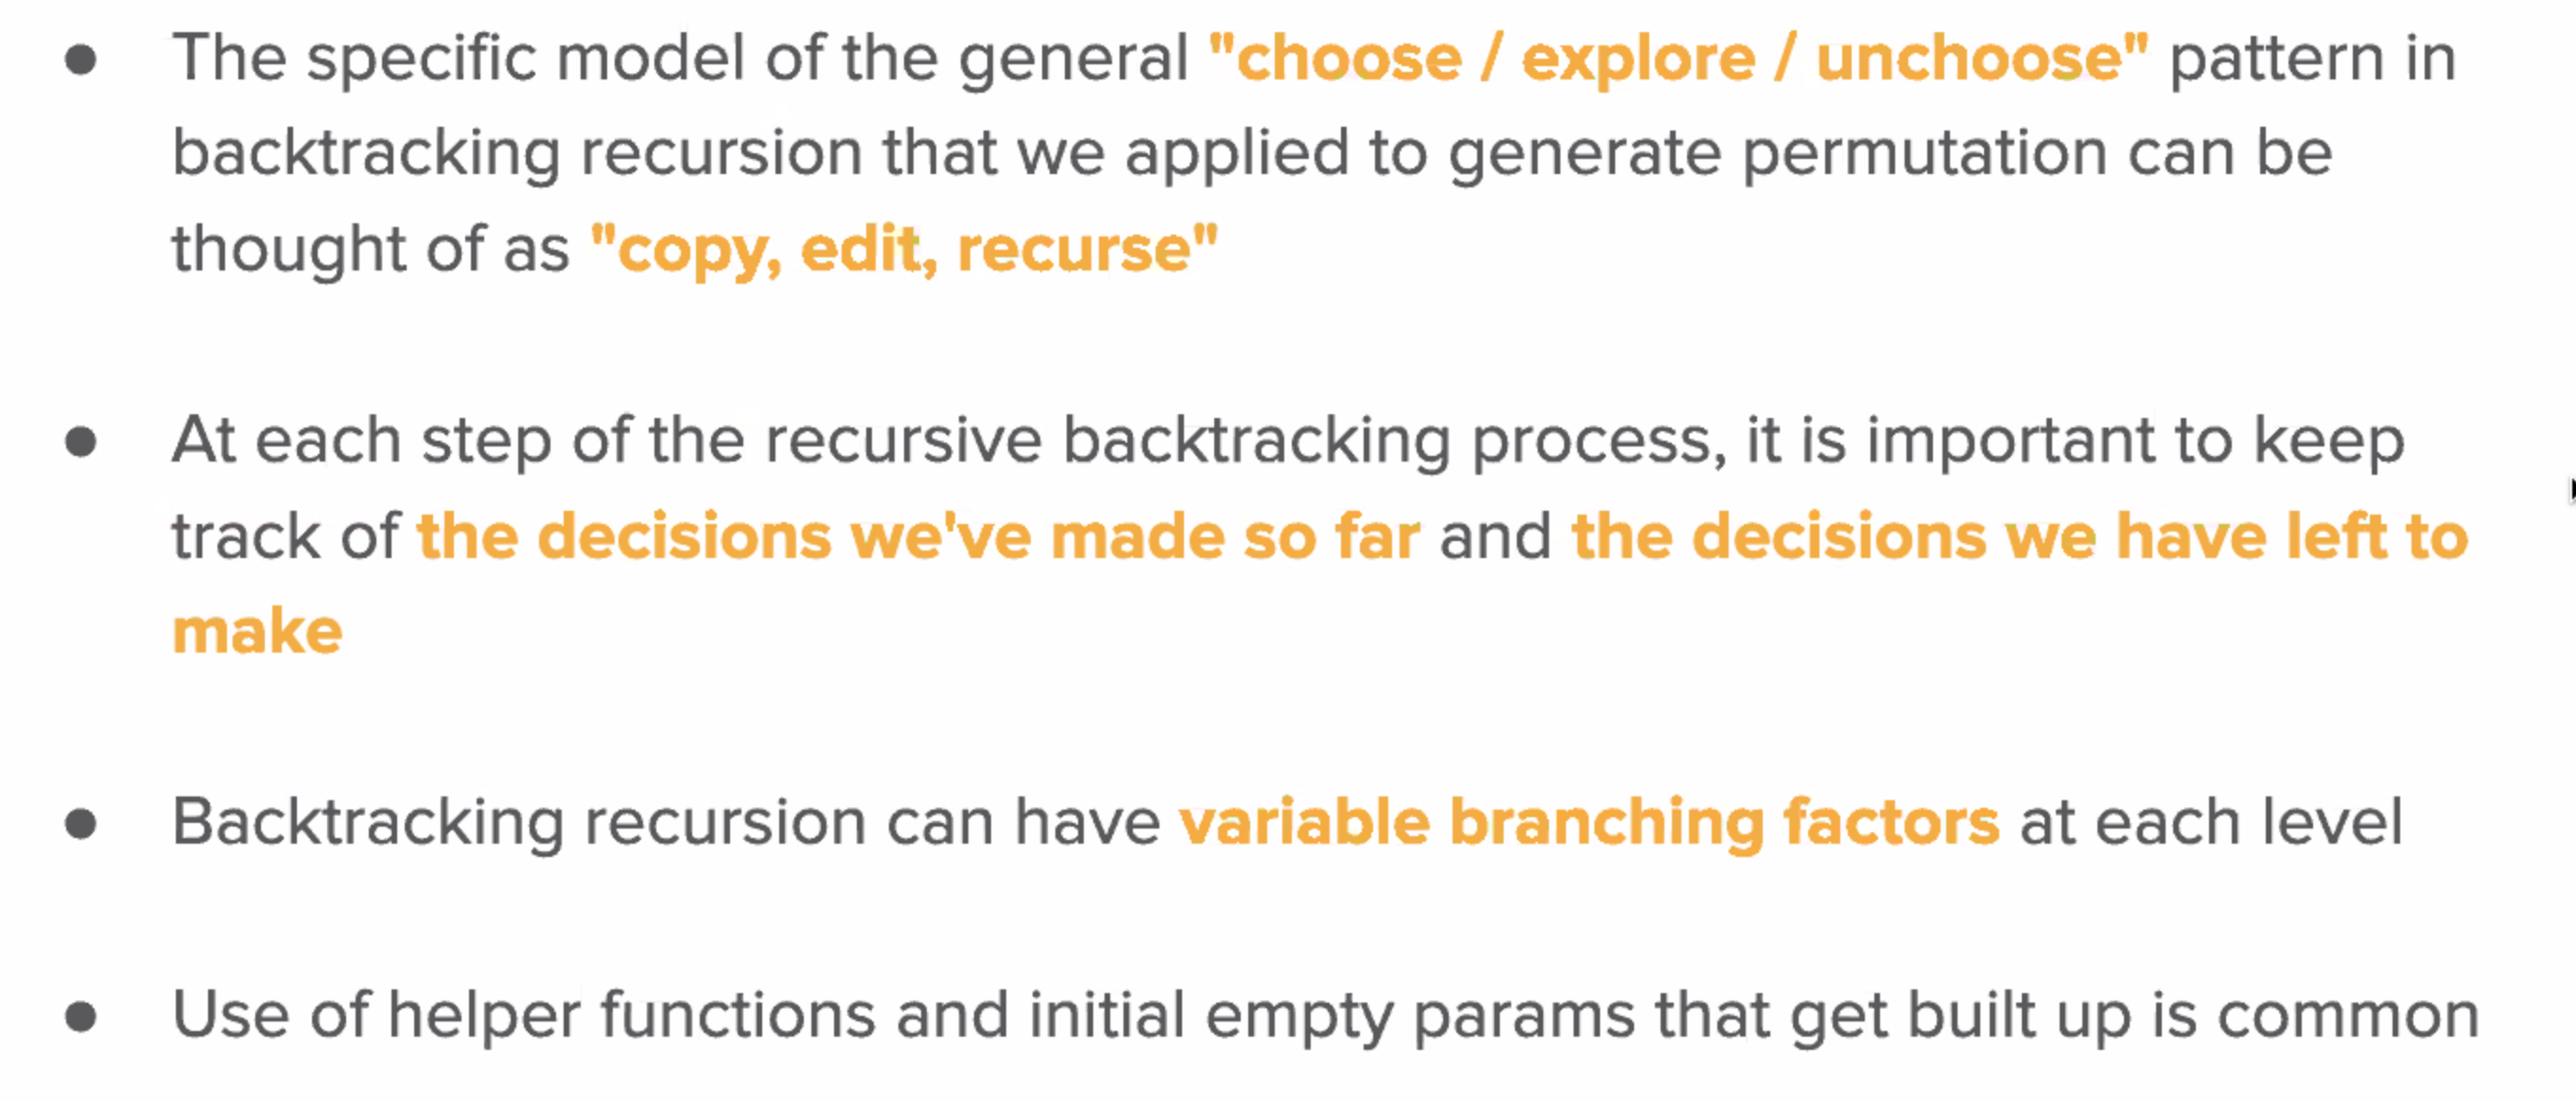 ● The specific model of the general "choose / explore / unchoose" pattern in
backtracking recursion that we applied to generate permutation can be
thought of as "copy, edit, recurse"
● At each step of the recursive backtracking process, it is important to keep
track of the decisions we've made so far and the decisions we have left to
make
● Backtracking recursion can have variable branching factors at each level
● Use of helper functions and initial empty params that get built up is common